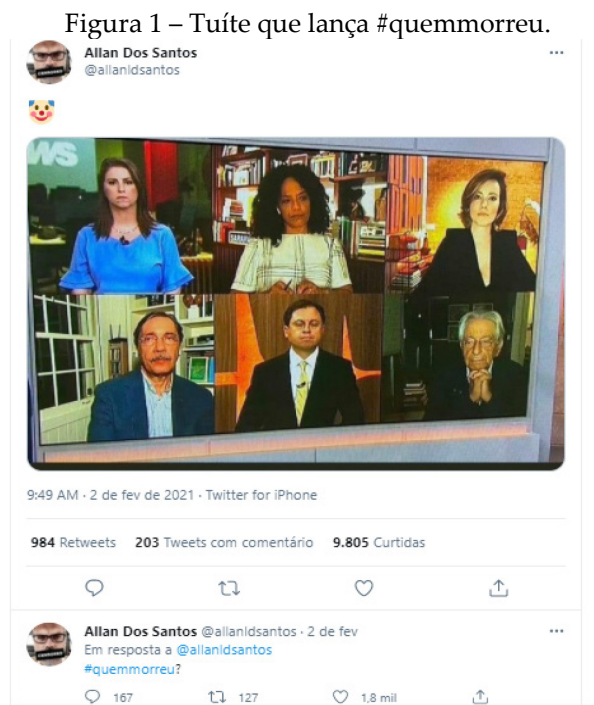 Figura 1 – Tuíte que lança #quemmorreu.
Allan Dos Santos
@allanldsantos
WS
9:49 AM · 2 de fev de 2021 · Twitter for iPhone
984 Retweets 203 Tweets com comentário 9.805 Curtidas
Allan Dos Santos @allanldsantos · 2 de fev
Em resposta a @allanldsantos
#quemmorreu?
167 127 1,8 mil